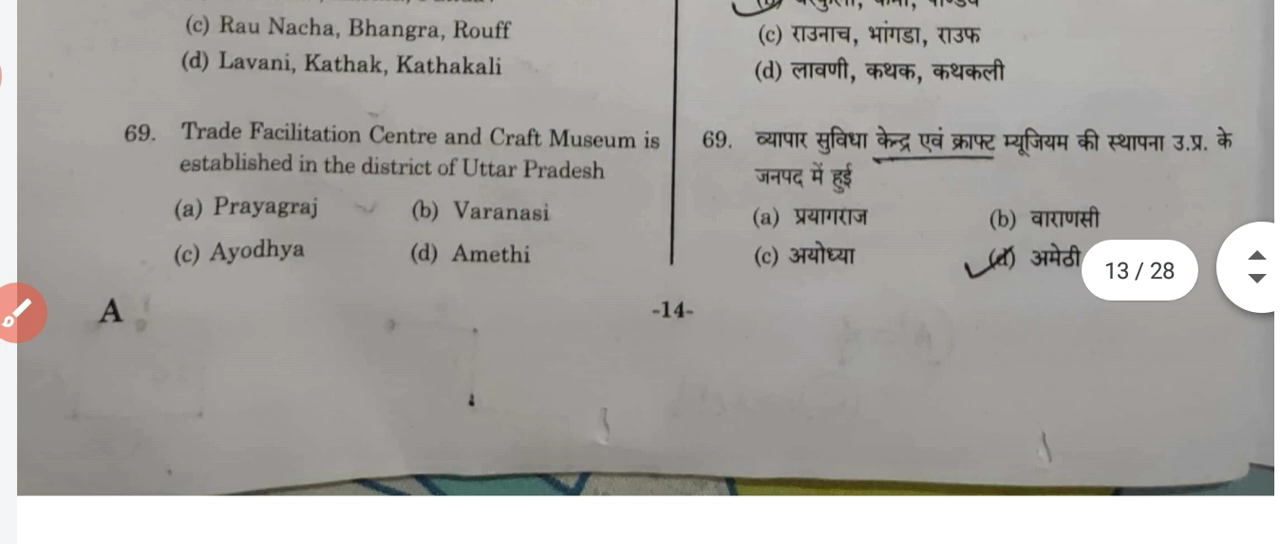 (c) Rau Nacha, Bhangra, Rouff
(d) Lavani, Kathak, Kathakali
69. Trade Facilitation Centre and Craft Museum is
established in the district of Uttar Pradesh
(a) Prayagraj (b) Varanasi
(c) Ayodhya (d) Amethi
(c) राउनाच, भांगडा, राउफ
(d) लावणी, कथक, कथकली
69. व्यापार सुविधा केन्द्र एवं क्राफ्ट म्यूजियम की स्थापना उ.प्र. के
जनपद में हुई
(a) प्रयागराज (b) वाराणसी
(c) अयोध्या (d) अमेठी
13 / 28
A
-14-